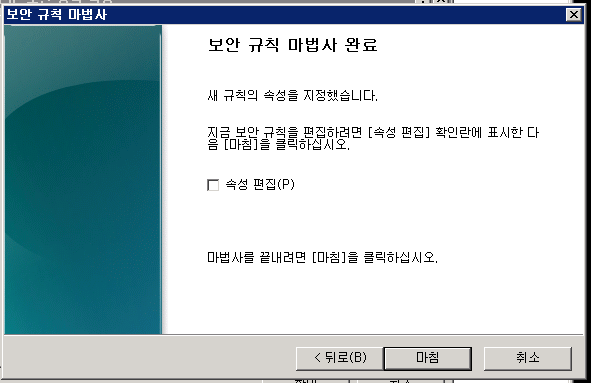 보안 규칙 마법사
보안 규칙 마법사 완료
새 규칙의 속성을 지정했습니다.
지금 보안 규칙을 편집하려면 [속성 편집] 확인란에 표시한 다
음 [마침]을 클릭하십시오.
속성 편집(P)
마법사를 끝내려면 [마침]을 클릭하십시오.
< 뒤로(B)
마침
취소